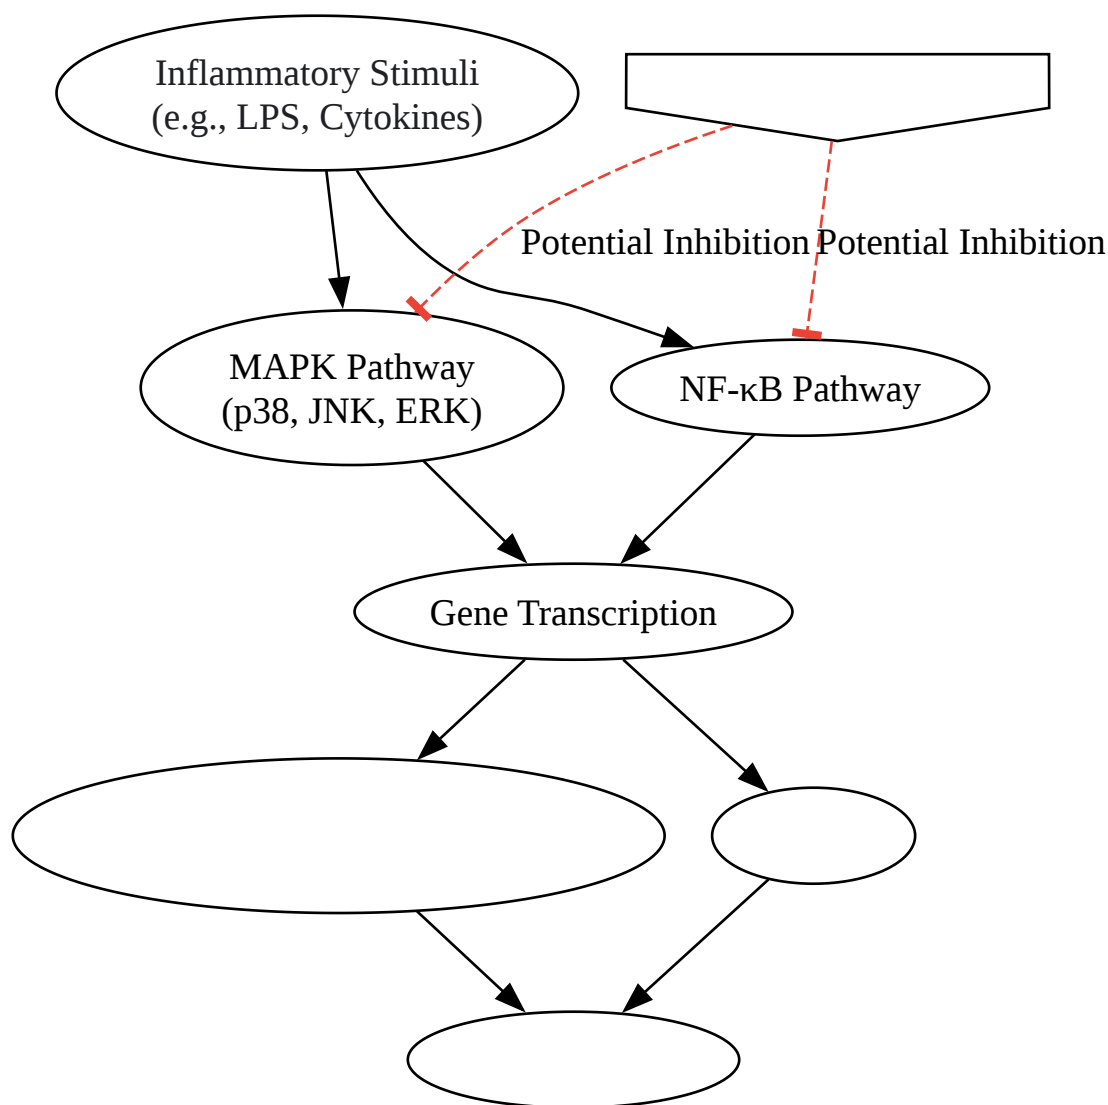 Inflammatory Stimuli
(e.g., LPS, Cytokines)
Potential Inhibition
Potential Inhibition
MAPK Pathway
(p38, JNK, ERK)
NF-κB Pathway
Gene Transcription